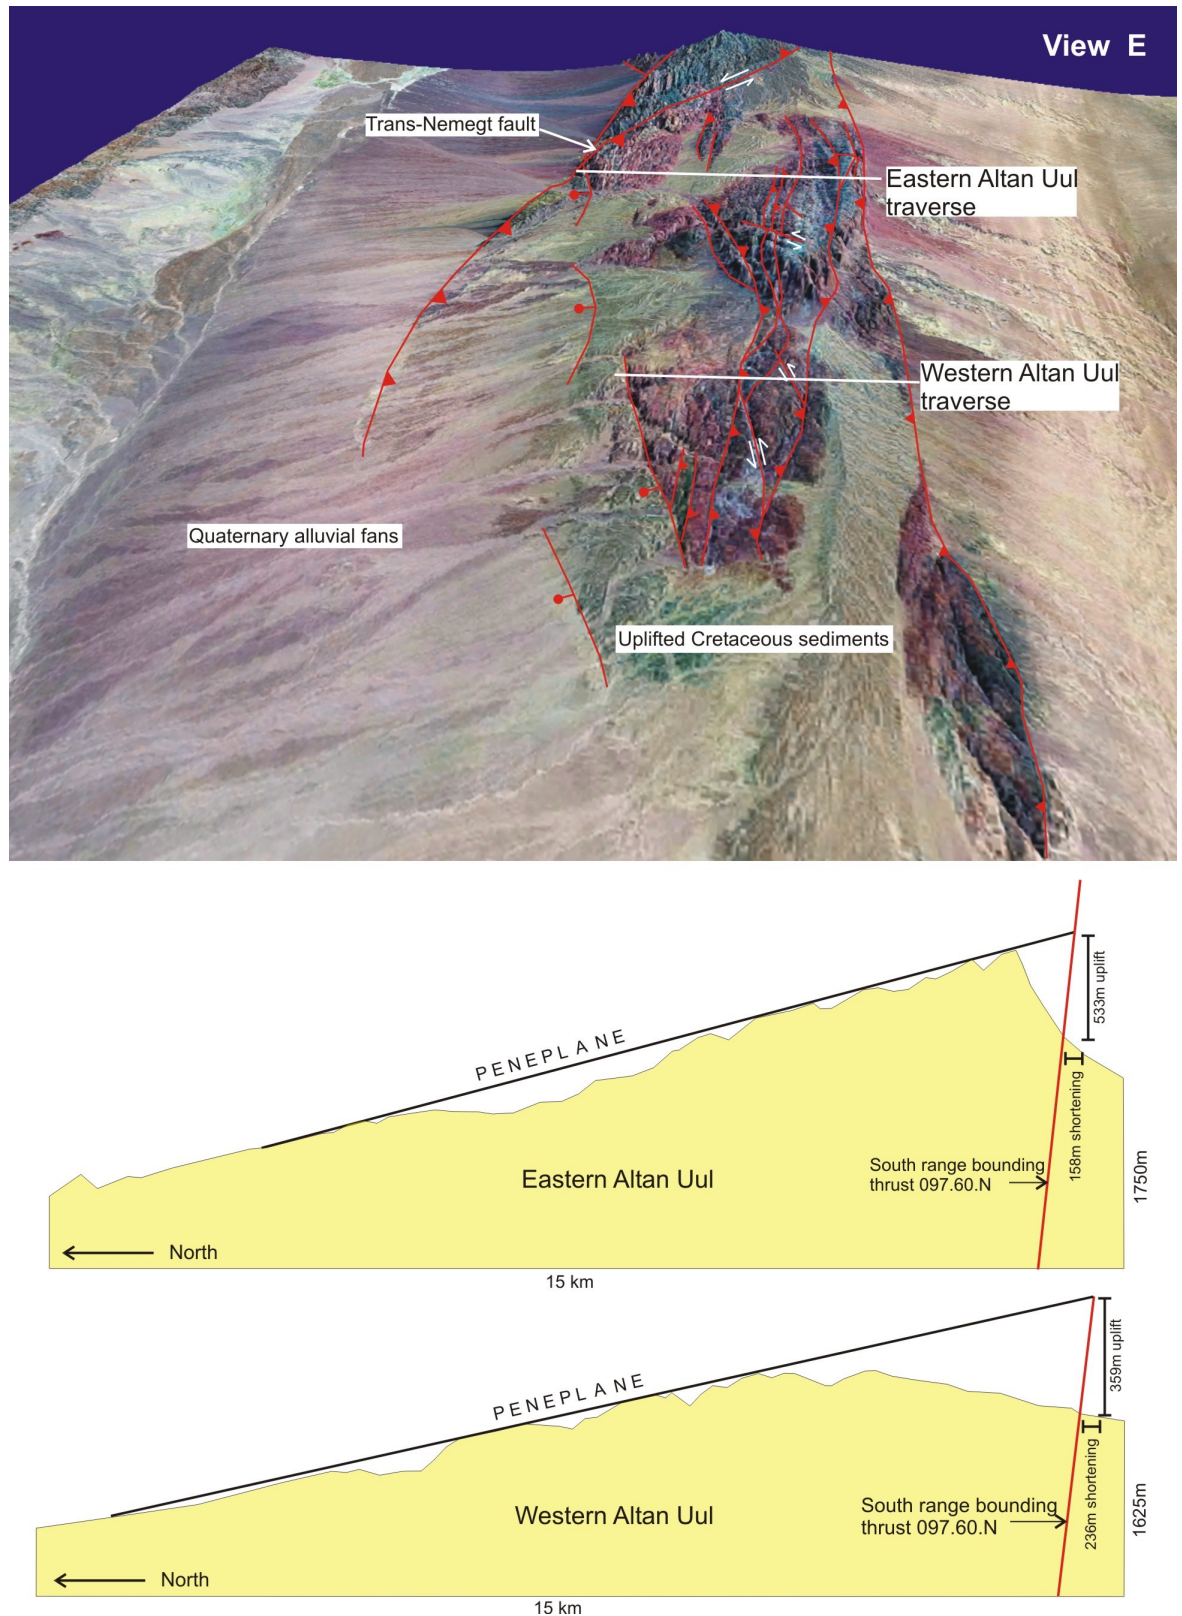 View E
Trans-Nemegt fault
Eastern Altan Uul
traverse
Western Altan Uul
traverse
Quaternary alluvial fans
Uplifted Cretaceous sediments
533m uplift
PENEPLANE
158m shortening
South range bounding
thrust 097.60.N
1750m
Eastern Altan Uul
North
15 km
359m uplift
PENEPLANE
236m shortening
South range bounding
thrust 097.60.N
1625m
Western Altan Uul
North
15 km